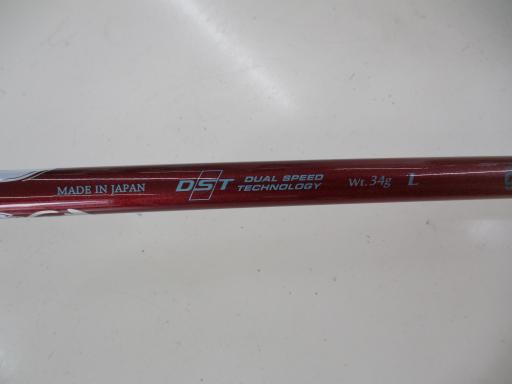 MADE IN JAPAN DST DUAL SPEED TECHNOLOGY Wt. 34g L